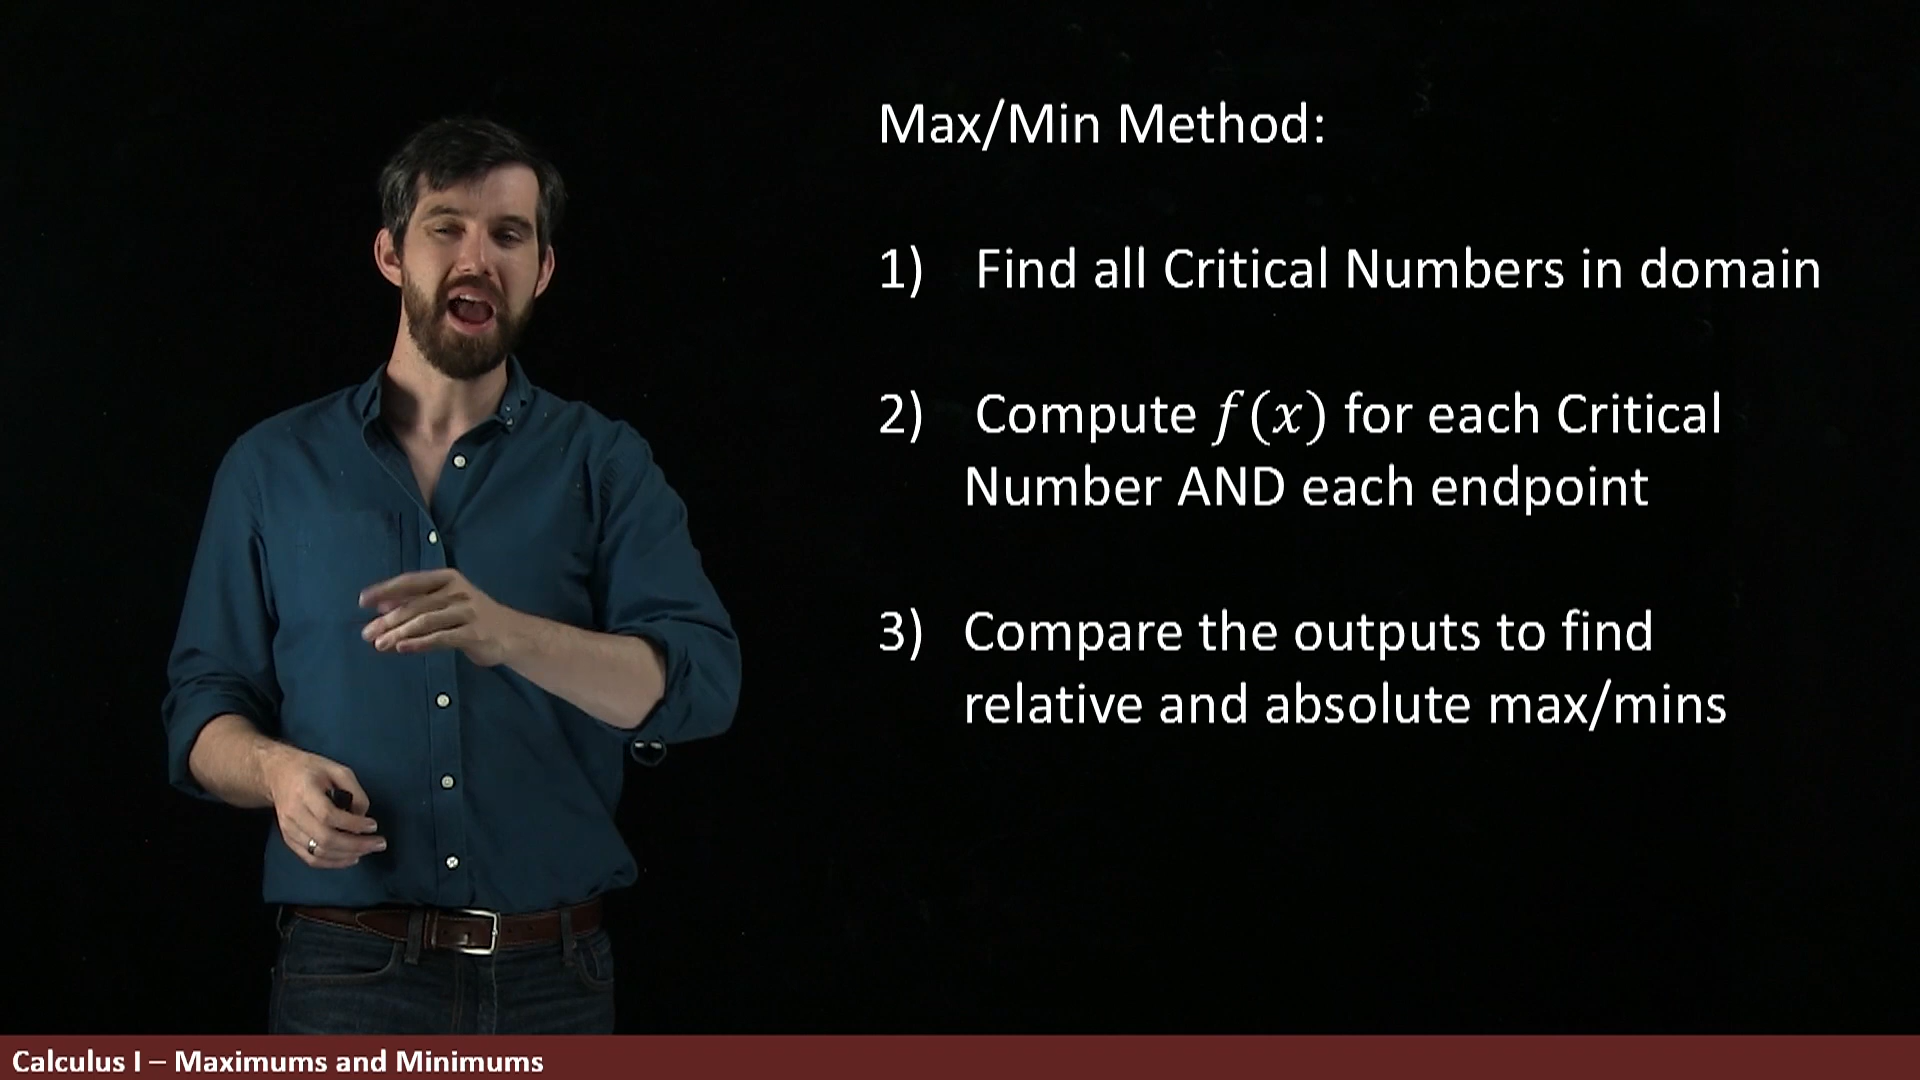 Max/Min Method:
1) Find all Critical Numbers in domain
2) Compute f(x) for each Critical
Number AND each endpoint
3) Compare the outputs to find
relative and absolute max/mins
Calculus I – Maximums and Minimums